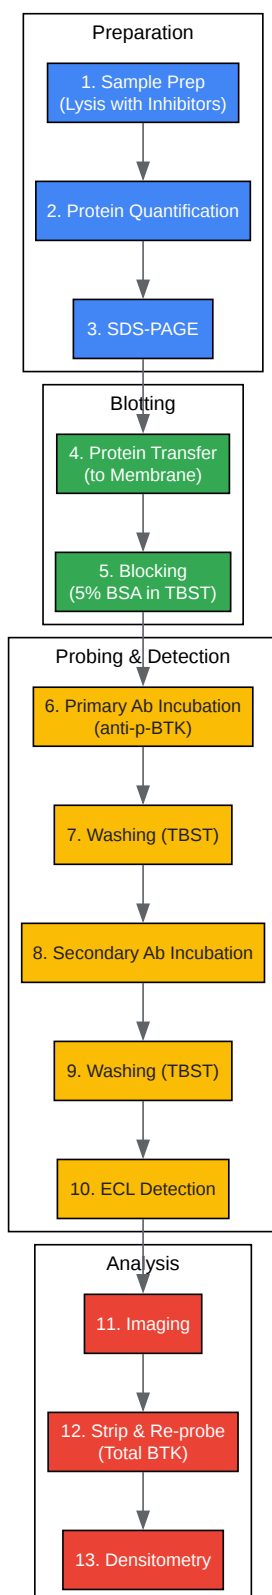 Preparation
1. Sample Prep
(Lysis with Inhibitors)
2. Protein Quantification
3. SDS-PAGE
Blotting
4. Protein Transfer
(to Membrane)
5. Blocking
(5% BSA in TBST)
Probing & Detection
6. Primary Ab Incubation
(anti-p-BTK)
7. Washing (TBST)
8. Secondary Ab Incubation
9. Washing (TBST)
10. ECL Detection
Analysis
11. Imaging
12. Strip & Re-probe
(Total BTK)
13. Densitometry